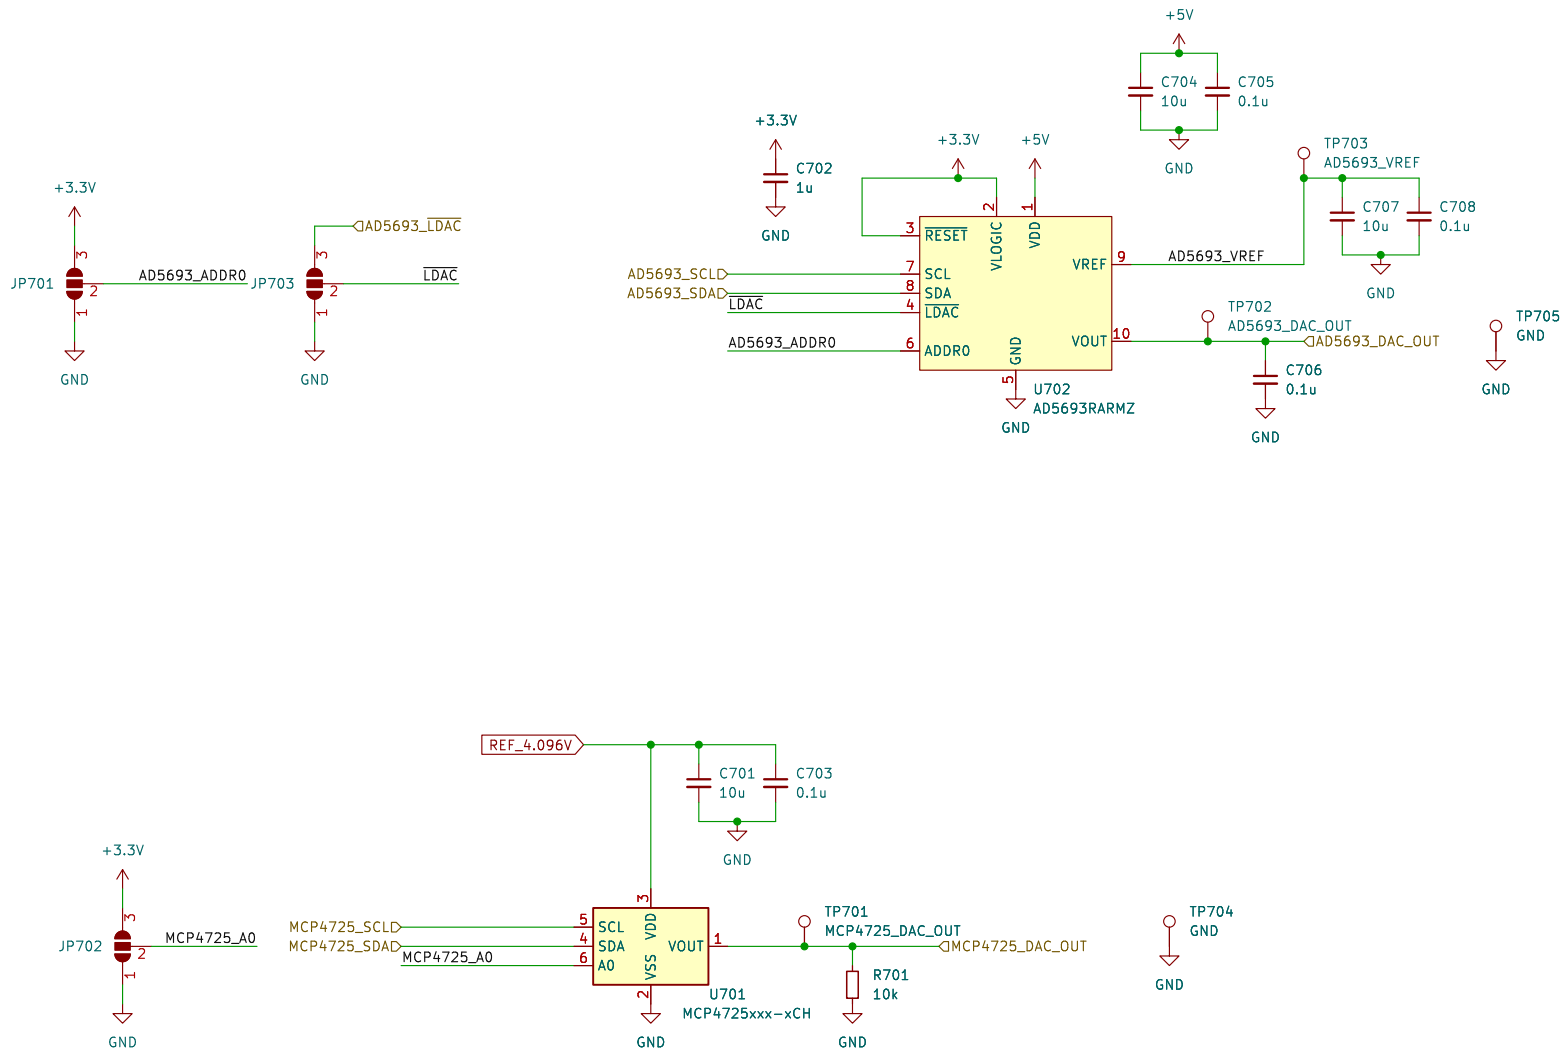 +5V
C704
10u
C705
0.1u
GND
+3.3V
C702
1u
GND
+3.3V
+5V
TP703
AD5693_VREF
C707
10u
C708
0.1u
GND
+3.3V
3
JP701
2
1
GND
AD5693_ADDR0
AD5693_LDAC
3
JP703
2
1
GND
LDAC
AD5693_SCL
AD5693_SDA
LDAC
AD5693_ADDR0
3
RESET
2
VLOGIC
1
VDD
7
SCL
8
SDA
4
LDAC
6
ADDR0
5
GND
VREF
9
AD5693_VREF
VOUT
10
U702
AD5693RARMZ
GND
TP702
AD5693_DAC_OUT
AD5693_DAC_OUT
C706
0.1u
GND
TP705
GND
GND
REF_4.096V
C701
10u
C703
0.1u
GND
+3.3V
3
JP702
2
1
GND
MCP4725_A0
MCP4725_SCL
MCP4725_SDA
MCP4725_A0
5
SCL
4
SDA
6
A0
3
VDD
2
VSS
VOUT
1
U701
MCP4725xxx-xCH
GND
TP701
MCP4725_DAC_OUT
MCP4725_DAC_OUT
R701
10k
GND
TP704
GND
GND